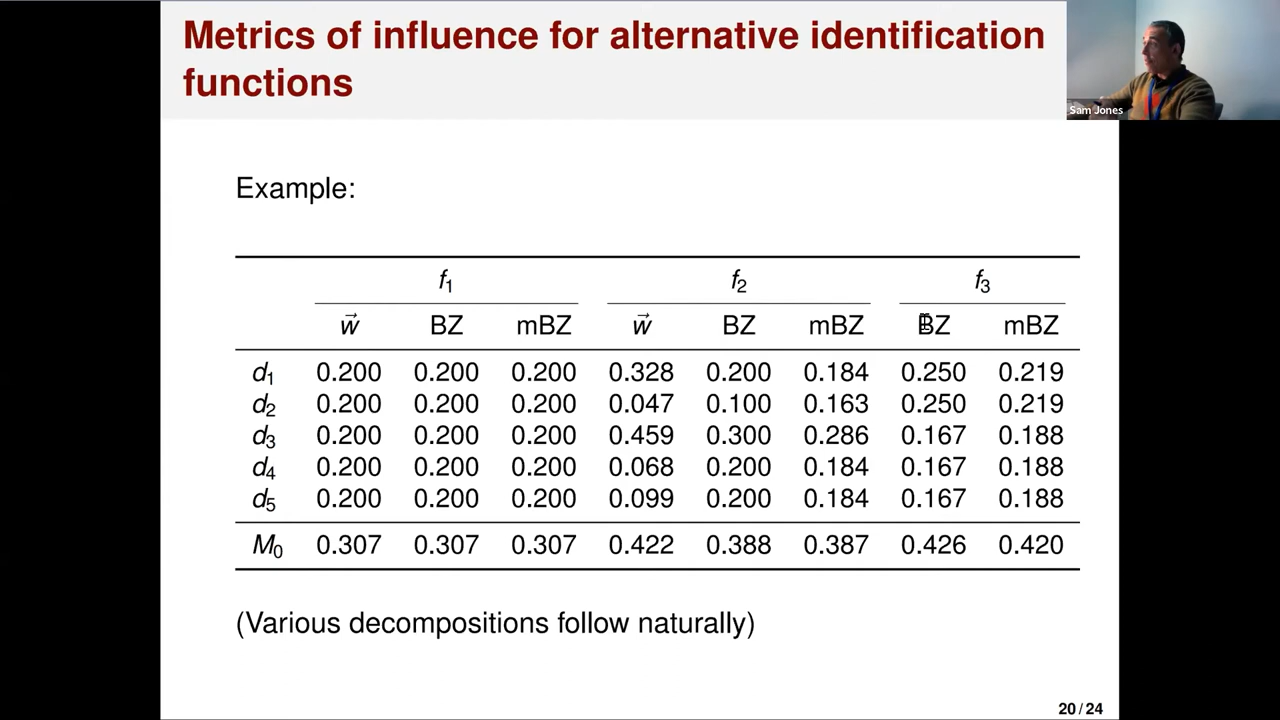 Metrics of influence for alternative identification
functions
Sam Jones
Example:
f₁ f₂ f₃
w⃗ BZ mBZ w⃗ BZ mBZ BZ mBZ
d₁ 0.200 0.200 0.200 0.328 0.200 0.184 0.250 0.219
d₂ 0.200 0.200 0.200 0.047 0.100 0.163 0.250 0.219
d₃ 0.200 0.200 0.200 0.459 0.300 0.286 0.167 0.188
d₄ 0.200 0.200 0.200 0.068 0.200 0.184 0.167 0.188
d₅ 0.200 0.200 0.200 0.099 0.200 0.184 0.167 0.188
M₀ 0.307 0.307 0.307 0.422 0.388 0.387 0.426 0.420
(Various decompositions follow naturally)
20 / 24